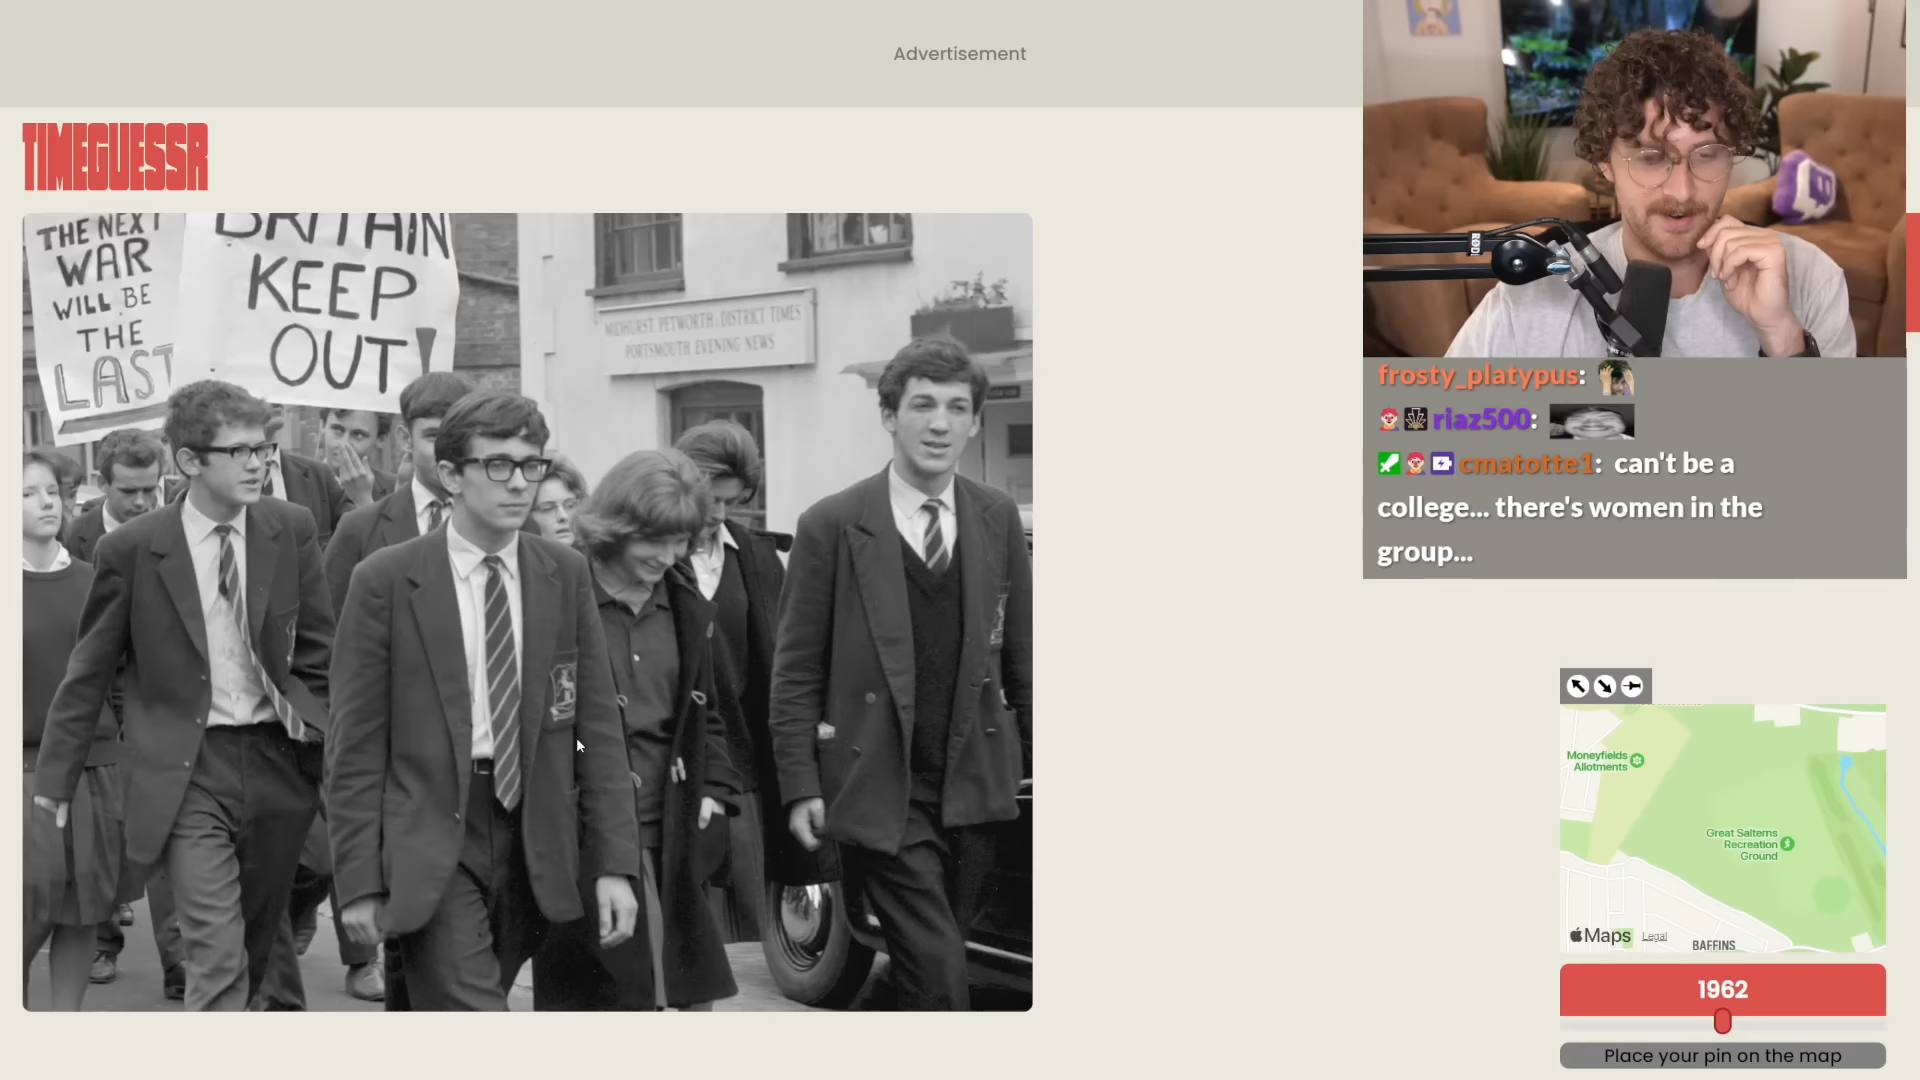 Advertisement
TIMEGUESSR
THE NEXT
WAR
WILL BE
THE
LAST
BRITAIN
KEEP
OUT!
MIDHURST, PETWORTH & DISTRICT TIMES
PORTSMOUTH EVENING NEWS
RØDE
frosty_platypus:
riaz500:
cmatotte1: can't be a
college... there's women in the
group...
Moneyfields
Allotments
Great Salterns
Recreation
Ground
Maps Legal
BAFFINS
1962
Place your pin on the map